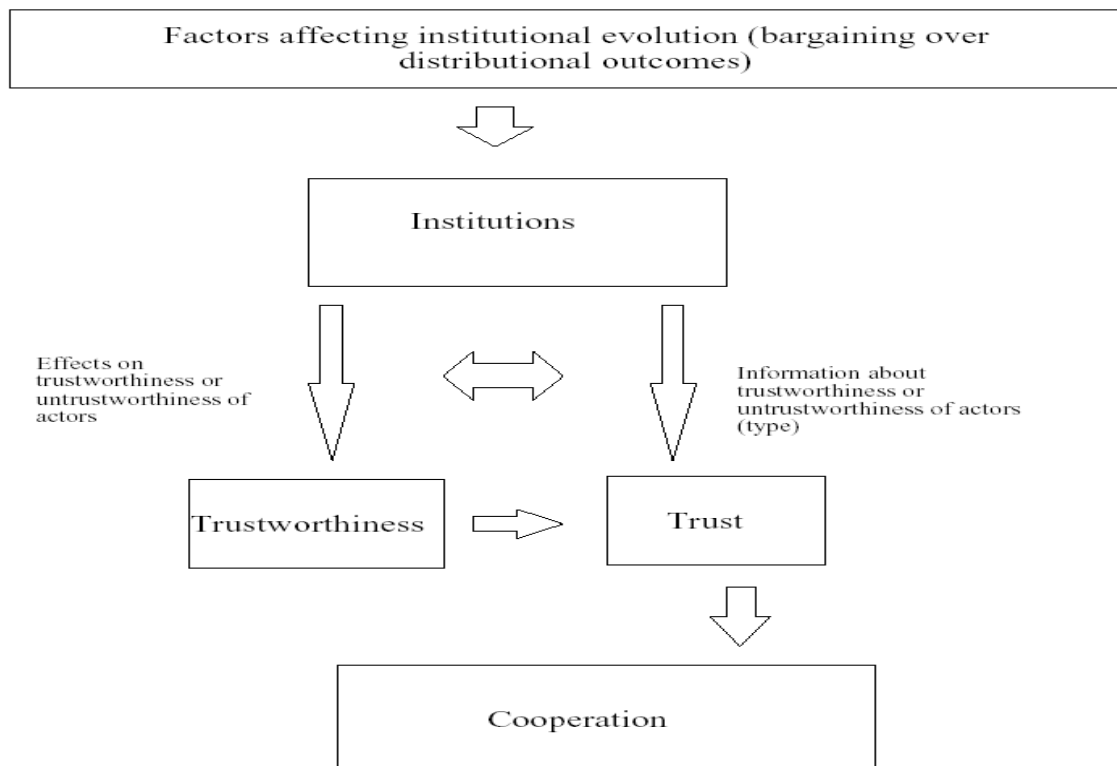 Factors affecting institutional evolution (bargaining over
distributional outcomes)
Institutions
Effects on
trustworthiness or
untrustworthiness of
actors
Information about
trustworthiness or
untrustworthiness of actors
(type)
Trustworthiness
Trust
Cooperation